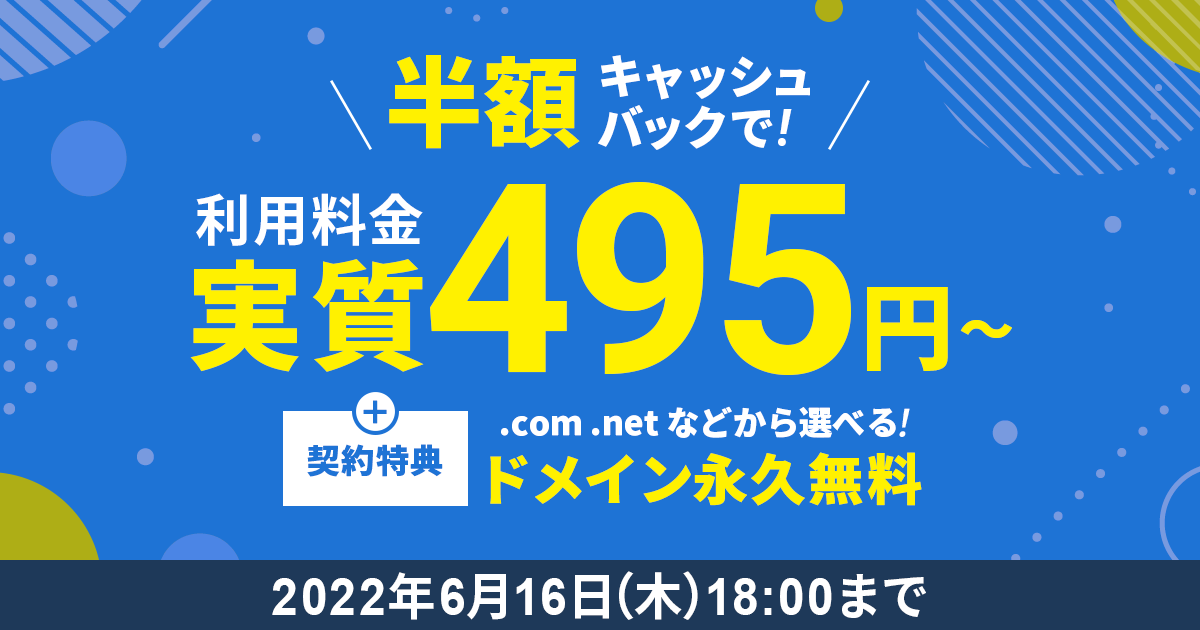 半額 キャッシュ
バックで!
利用料金
実質495円~
+
契約特典
.com .net などから選べる!
ドメイン永久無料
2022年6月16日(木)18:00まで